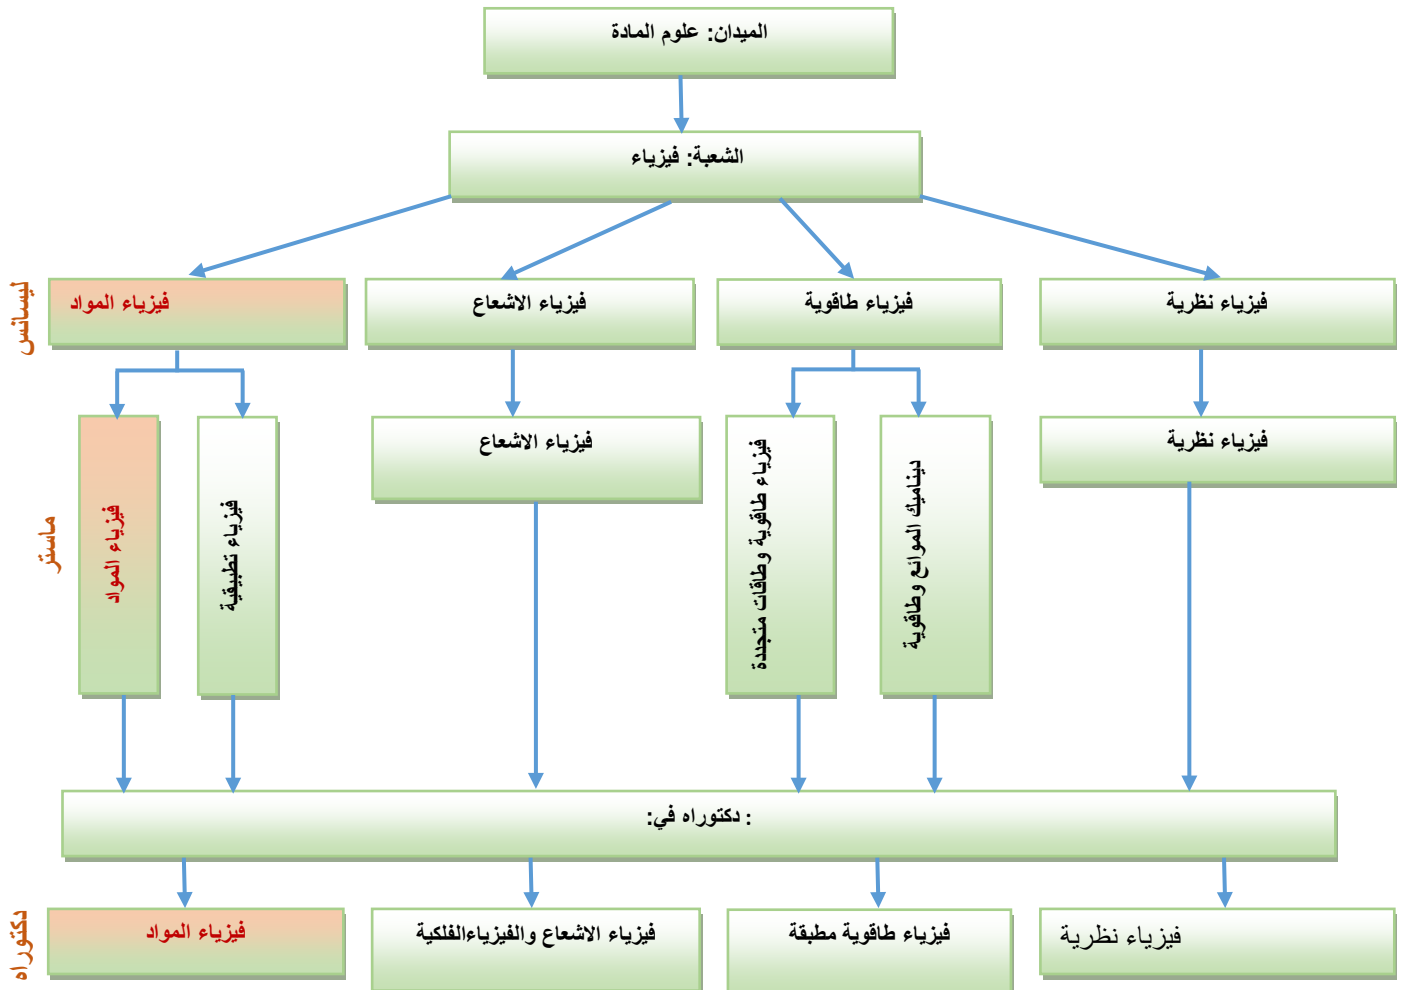 الميدان: علوم المادة
الشعبة: فيزياء
ليسانس
فيزياء نظرية
فيزياء طاقوية
فيزياء الاشعاع
فيزياء المواد
ماستر
فيزياء نظرية
ديناميك الموائع وطاقوية
فيزياء طاقوية وطاقات متجددة
فيزياء الاشعاع
فيزياء تطبيقية
فيزياء المواد
: دكتوراه في:
دكتوراه
فيزياء نظرية
فيزياء طاقوية مطبقة
فيزياء الاشعاع والفيزياءالفلكية
فيزياء المواد